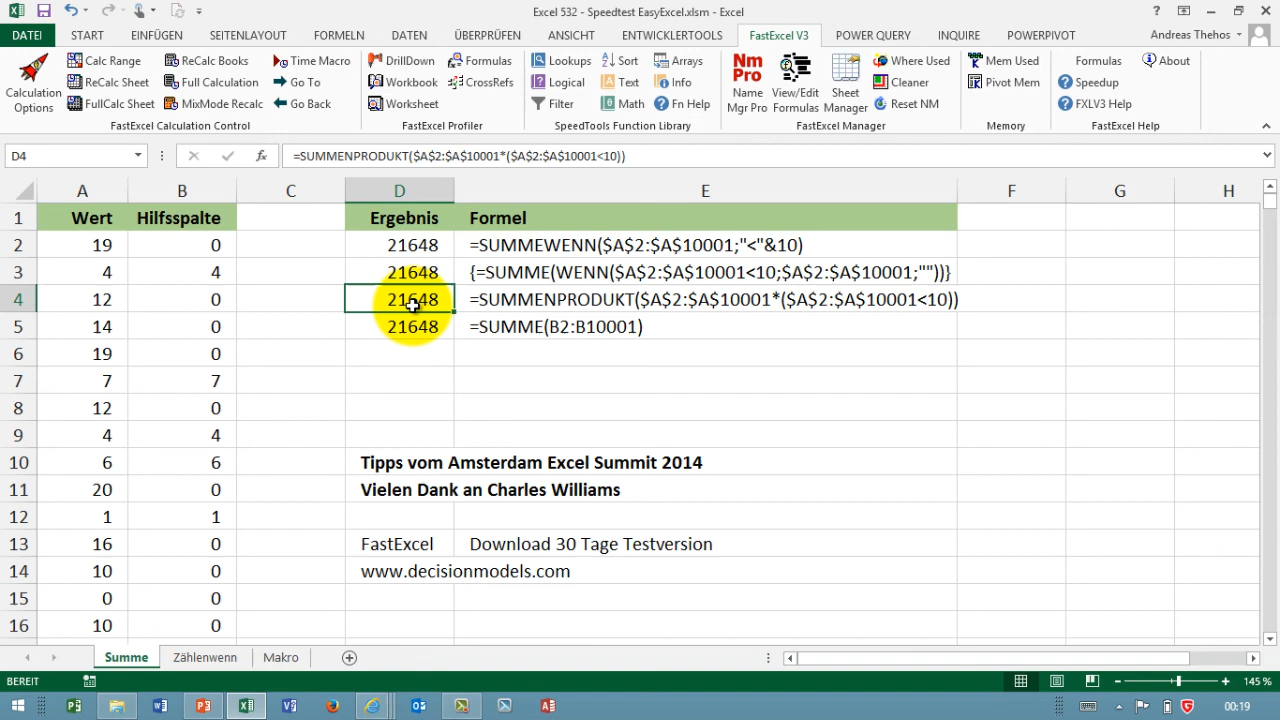 Excel 532 - Speedtest EasyExcel.xlsm - Excel
DATEI START EINFÜGEN SEITENLAYOUT FORMELN DATEN ÜBERPRÜFEN ANSICHT ENTWICKLERTOOLS FastExcel V3 POWER QUERY INQUIRE POWERPIVOT Andreas Thehos
Calculation Options
Calc Range ReCalc Books Time Macro
ReCalc Sheet Full Calculation Go To
FullCalc Sheet MixMode Recalc Go Back
FastExcel Calculation Control
DrillDown Formulas
Workbook CrossRefs
Worksheet
FastExcel Profiler
Lookups Sort Arrays
Logical Text Info
Filter Math Fn Help
SpeedTools Function Library
Nm Pro
Name Mgr Pro
View/Edit Formulas
Sheet Manager
Where Used
Cleaner
Reset NM
FastExcel Manager
Mem Used
Pivot Mem
Memory
Formulas About
Speedup
FXLV3 Help
FastExcel Help
D4 fx =SUMMENPRODUKT($A$2:$A$10001*($A$2:$A$10001<10))
A B C D E F G H
1 Wert Hilfsspalte Ergebnis Formel
2 19 0 21648 =SUMMEWENN($A$2:$A$10001;"<"&10)
3 4 4 21648 {=SUMME(WENN($A$2:$A$10001<10;$A$2:$A$10001;""))}
4 12 0 21648 =SUMMENPRODUKT($A$2:$A$10001*($A$2:$A$10001<10))
5 14 0 21648 =SUMME(B2:B10001)
6 19 0
7 7 7
8 12 0
9 4 4
10 6 6 Tipps vom Amsterdam Excel Summit 2014
11 20 0 Vielen Dank an Charles Williams
12 1 1
13 16 0 FastExcel Download 30 Tage Testversion
14 10 0 www.decisionmodels.com
15 0 0
16 10 0
Summe Zählenwenn Makro
BEREIT 145 %
00:19